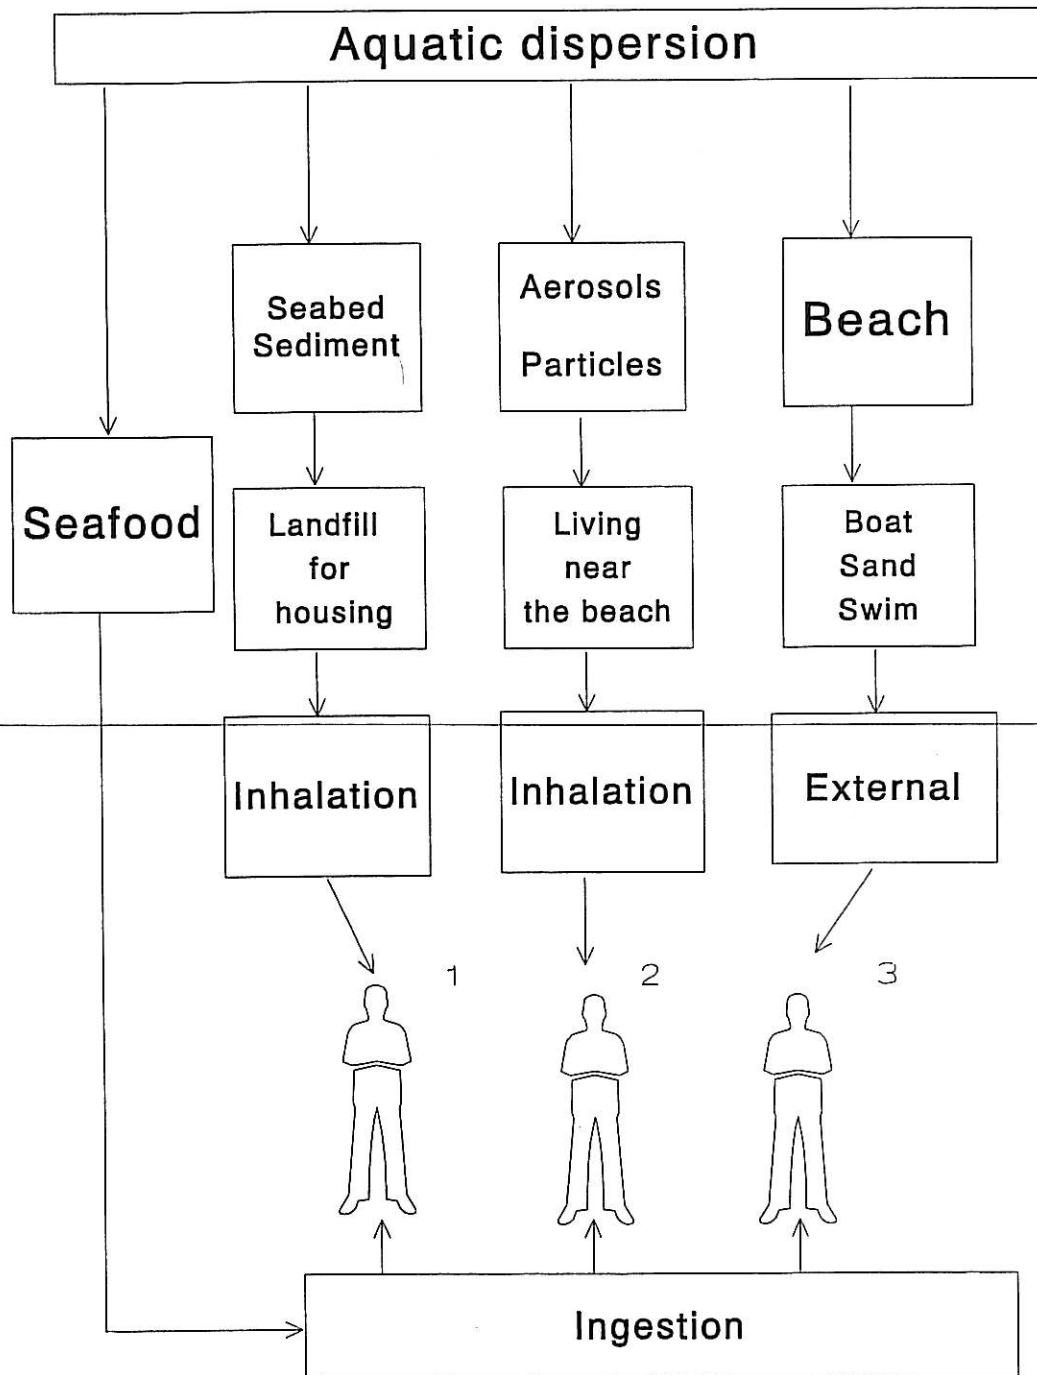 Aquatic dispersion
Seabed
Sediment
Aerosols
Particles
Beach
Seafood
Landfill
for
housing
Living
near
the beach
Boat
Sand
Swim
Inhalation
Inhalation
External
1
2
3
Ingestion